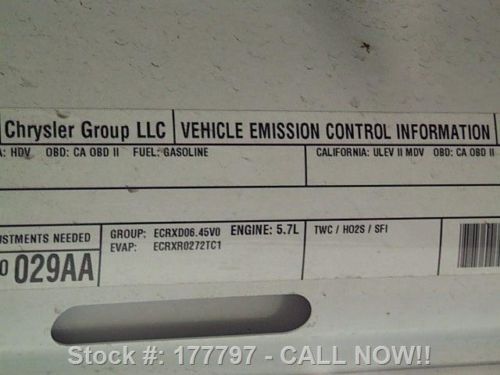 Chrysler Group LLC VEHICLE EMISSION CONTROL INFORMATION
A: HDV OBD: CA OBD II FUEL: GASOLINE CALIFORNIA: ULEV II MDV OBD: CA OBD II
USTMENTS NEEDED GROUP: ECRXD06.45V0 ENGINE: 5.7L TWC / HO2S / SFI
EVAP: ECRXR0272TC1
0 029AA
Stock #: 177797 - CALL NOW!!